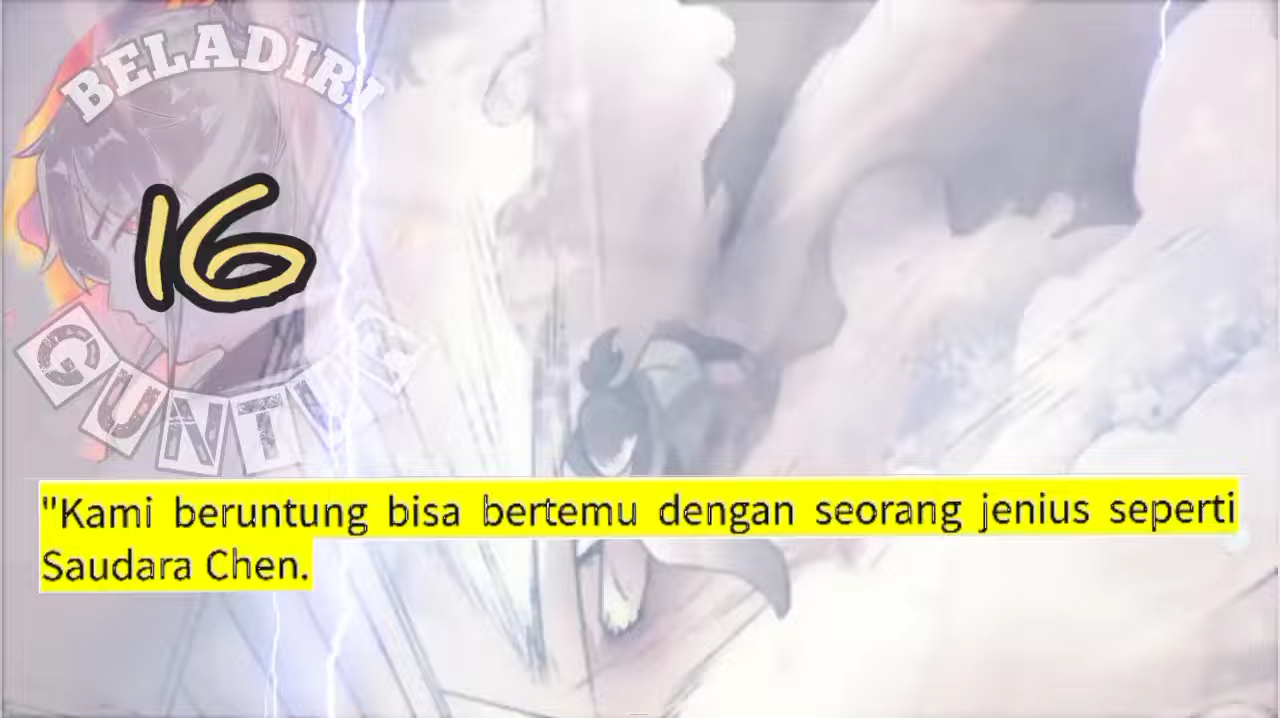 BELADIRI
16
"Kami beruntung bisa bertemu dengan seorang jenius seperti
Saudara Chen.